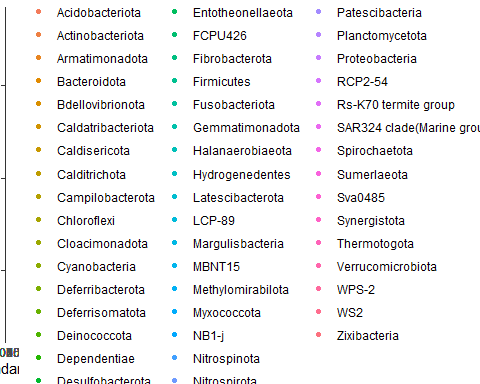 Acidobacteriota
Actinobacteriota
Armatimonadota
Bacteroidota
Bdellovibrionota
Caldatribacteriota
Caldisericota
Calditrichota
Campilobacterota
Chloroflexi
Cloacimonadota
Cyanobacteria
Deferribacterota
Deferrisomatota
Deinococcota
Dependentiae
Desulfobacterota
Entotheonellaeota
FCPU426
Fibrobacterota
Firmicutes
Fusobacteriota
Gemmatimonadota
Halanaerobiaeota
Hydrogenedentes
Latescibacterota
LCP-89
Margulisbacteria
MBNT15
Methylomirabilota
Myxococcota
NB1-j
Nitrospinota
Nitrospirota
Patescibacteria
Planctomycetota
Proteobacteria
RCP2-54
Rs-K70 termite group
SAR324 clade(Marine grou
Spirochaetota
Sumerlaeota
Sva0485
Synergistota
Thermotogota
Verrucomicrobiota
WPS-2
WS2
Zixibacteria